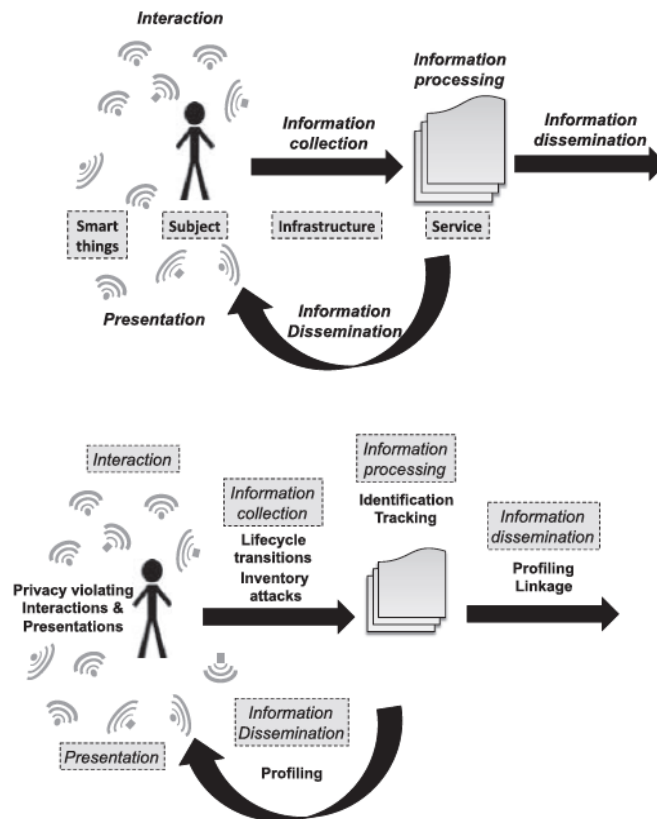 Interaction
Information
processing
Information
collection
Information
dissemination
Smart
things
Subject
Infrastructure
Service
Presentation
Information
Dissemination
Interaction
Information
processing
Identification
Tracking
Information
collection
Lifecycle
transitions
Inventory
attacks
Information
dissemination
Profiling
Linkage
Privacy violating
Interactions &
Presentations
Information
Dissemination
Profiling
Presentation